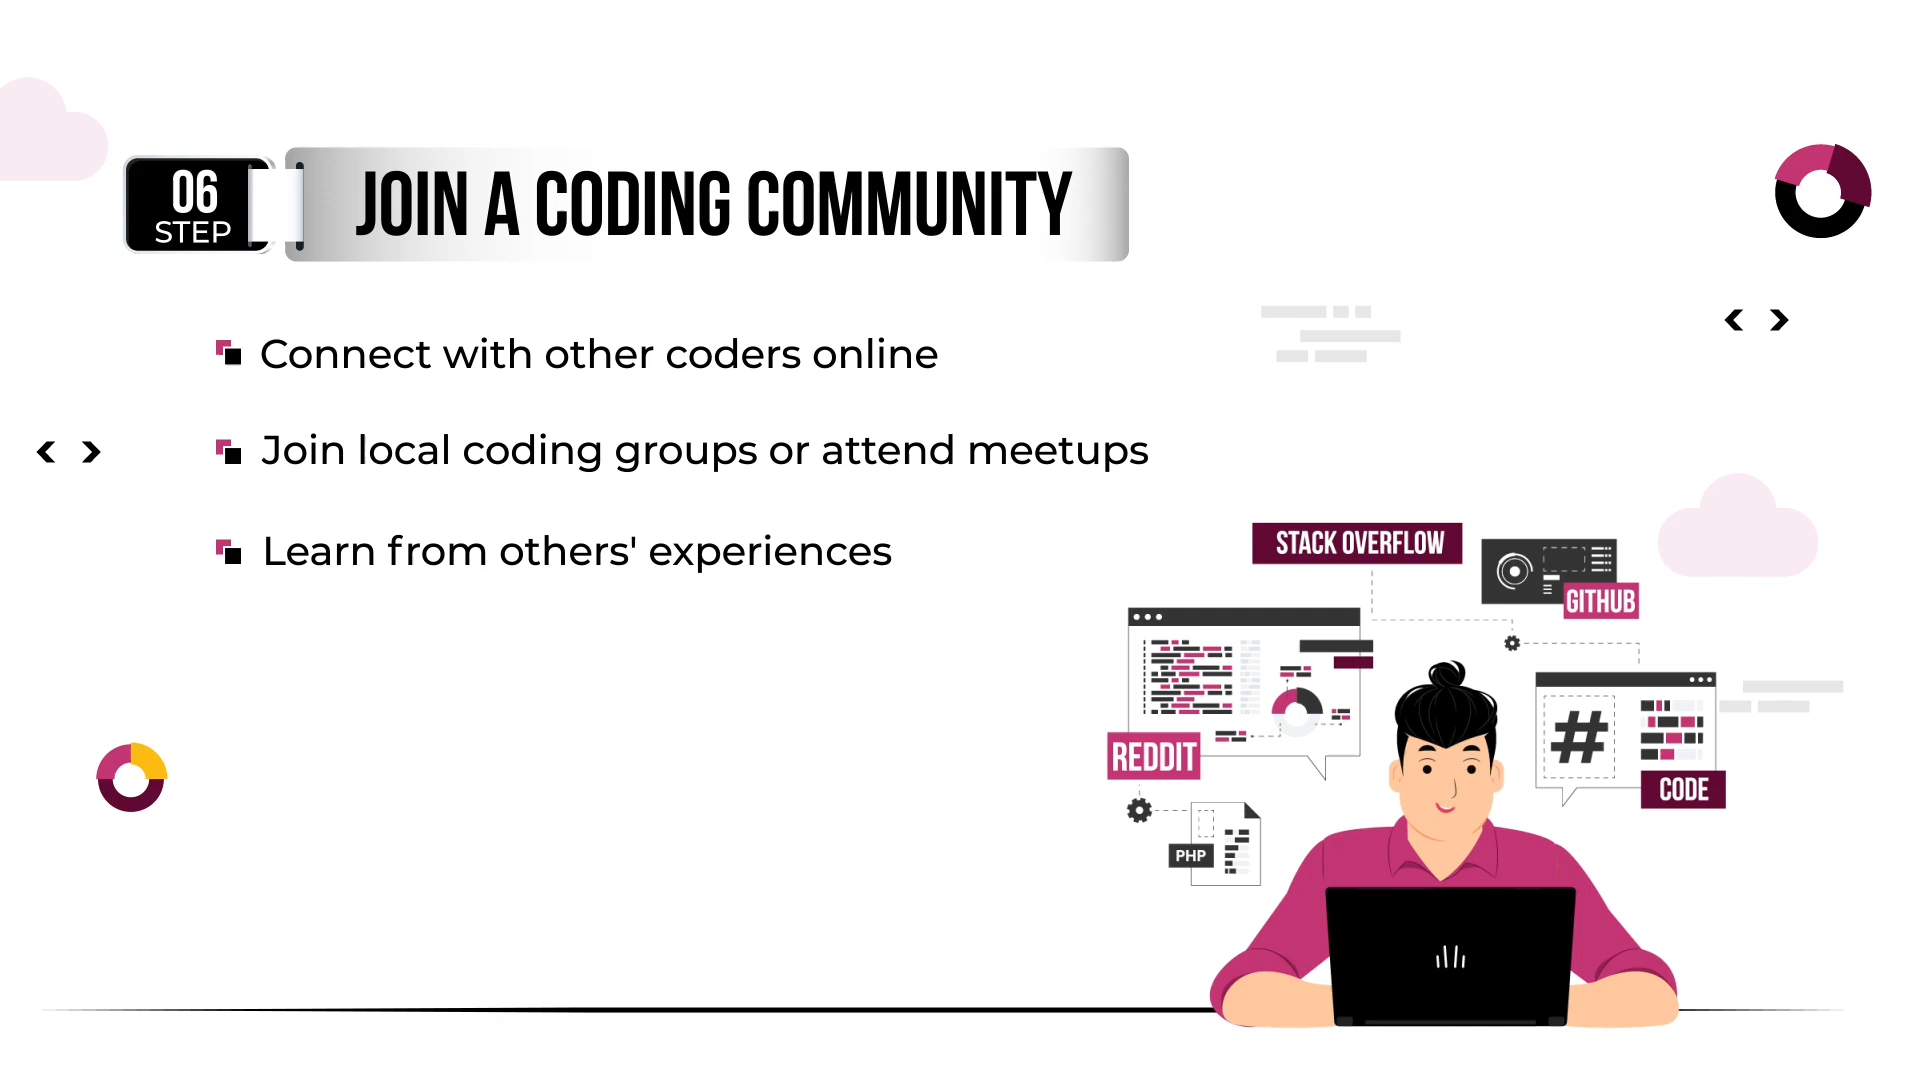 06
STEP
JOIN A CODING COMMUNITY
Connect with other coders online
Join local coding groups or attend meetups
Learn from others' experiences
STACK OVERFLOW
GITHUB
REDDIT
#
CODE
PHP